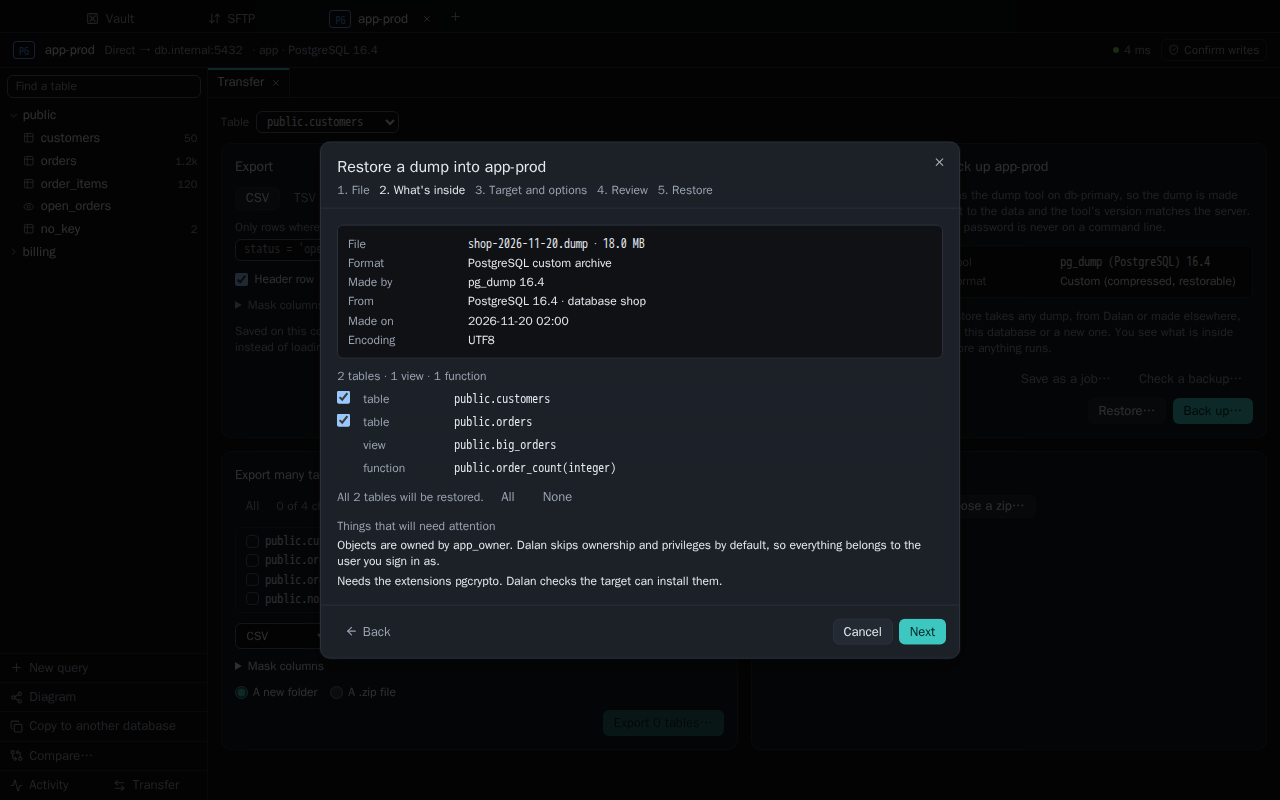 Vault
SFTP
PG app-prod
PG app-prod Direct → db.internal:5432 · app · PostgreSQL 16.4
4 ms
Confirm writes
Find a table
Transfer
public
customers 50
orders 1.2k
order_items 120
open_orders
no_key 2
billing
New query
Diagram
Copy to another database
Compare···
Activity
Transfer
Table public.customers
Export
CSV TSV
Only rows where
status = 'ope
Header row
Mask columns
Saved on this co
instead of loadin
ck up app-prod
s the dump tool on db-primary, so the dump is made
t to the data and the tool's version matches the server.
password is never on a command line.
ool pg_dump (PostgreSQL) 16.4
rmat Custom (compressed, restorable)
store takes any dump, from Dalan or made elsewhere,
this database or a new one. You see what is inside
ore anything runs.
Save as a job··· Check a backup···
Restore··· Back up···
Export many ta
All 0 of 4 c
public.cu
public.or
public.or
public.no
CSV
Mask columns
A new folder A .zip file
Export 0 tables···
ose a zip···
Restore a dump into app-prod
1. File 2. What's inside 3. Target and options 4. Review 5. Restore
File shop-2026-11-20.dump · 18.0 MB
Format PostgreSQL custom archive
Made by pg_dump 16.4
From PostgreSQL 16.4 · database shop
Made on 2026-11-20 02:00
Encoding UTF8
2 tables · 1 view · 1 function
table public.customers
table public.orders
view public.big_orders
function public.order_count(integer)
All 2 tables will be restored. All None
Things that will need attention
Objects are owned by app_owner. Dalan skips ownership and privileges by default, so everything belongs to the
user you sign in as.
Needs the extensions pgcrypto. Dalan checks the target can install them.
Back
Cancel
Next